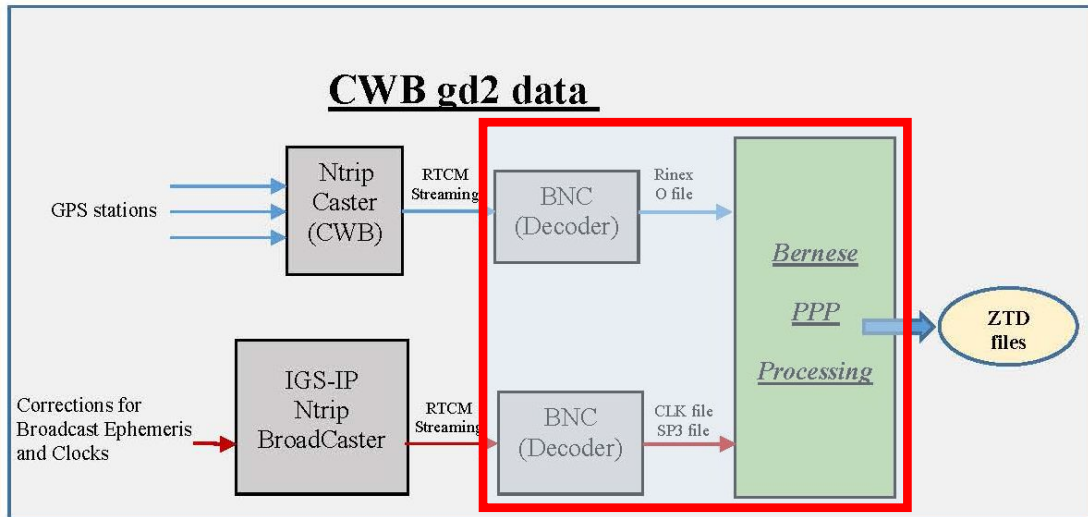 CWB gd2 data
GPS stations
Ntrip
Caster
(CWB)
RTCM
Streaming
BNC
(Decoder)
Rinex
O file
Bernese
PPP
Processing
ZTD
files
Corrections for
Broadcast Ephemeris
and Clocks
IGS-IP
Ntrip
BroadCaster
RTCM
Streaming
BNC
(Decoder)
CLK file
SP3 file